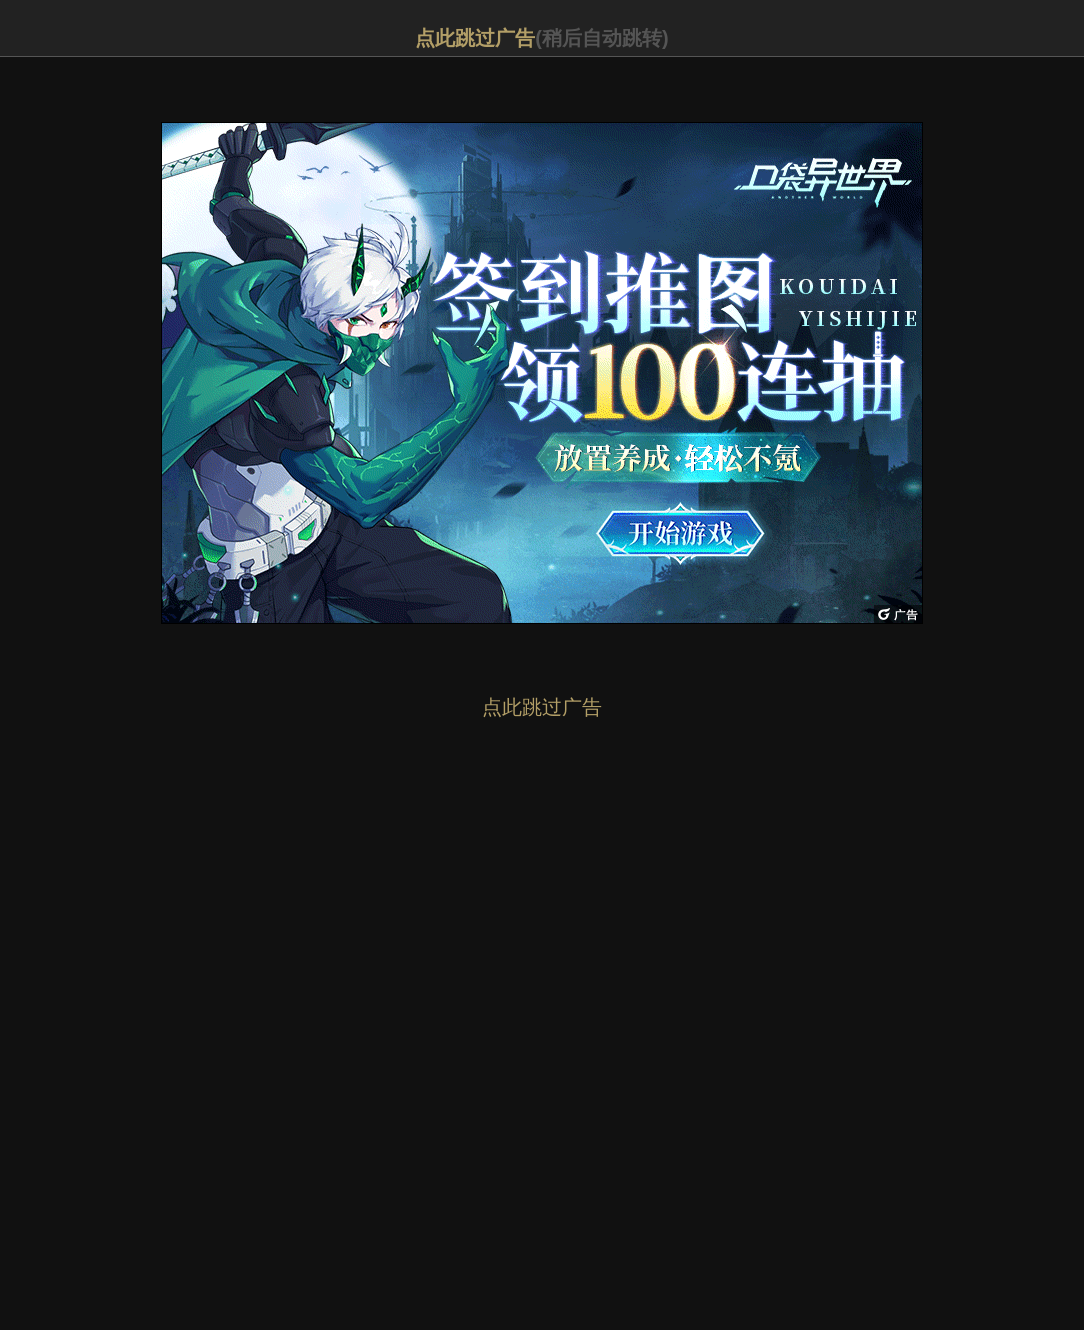 点此跳过广告(稍后自动跳转)
口袋异世界
ANOTHER WORLD
签到推图
KOUIDAI
YISHIJIE
领100连抽
放置养成·轻松不氪
开始游戏
广告
点此跳过广告